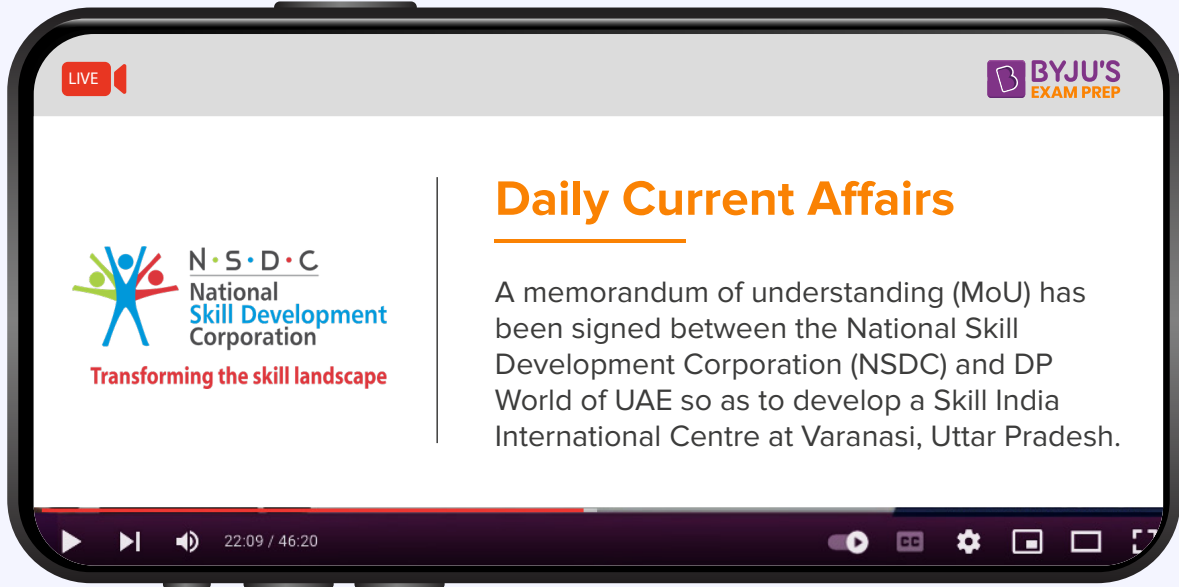 LIVE
BYJU'S
EXAM PREP
Daily Current Affairs
N·S·D·C
National
Skill Development
Corporation
Transforming the skill landscape
A memorandum of understanding (MoU) has
been signed between the National Skill
Development Corporation (NSDC) and DP
World of UAE so as to develop a Skill India
International Centre at Varanasi, Uttar Pradesh.
22:09 / 46:20
CC